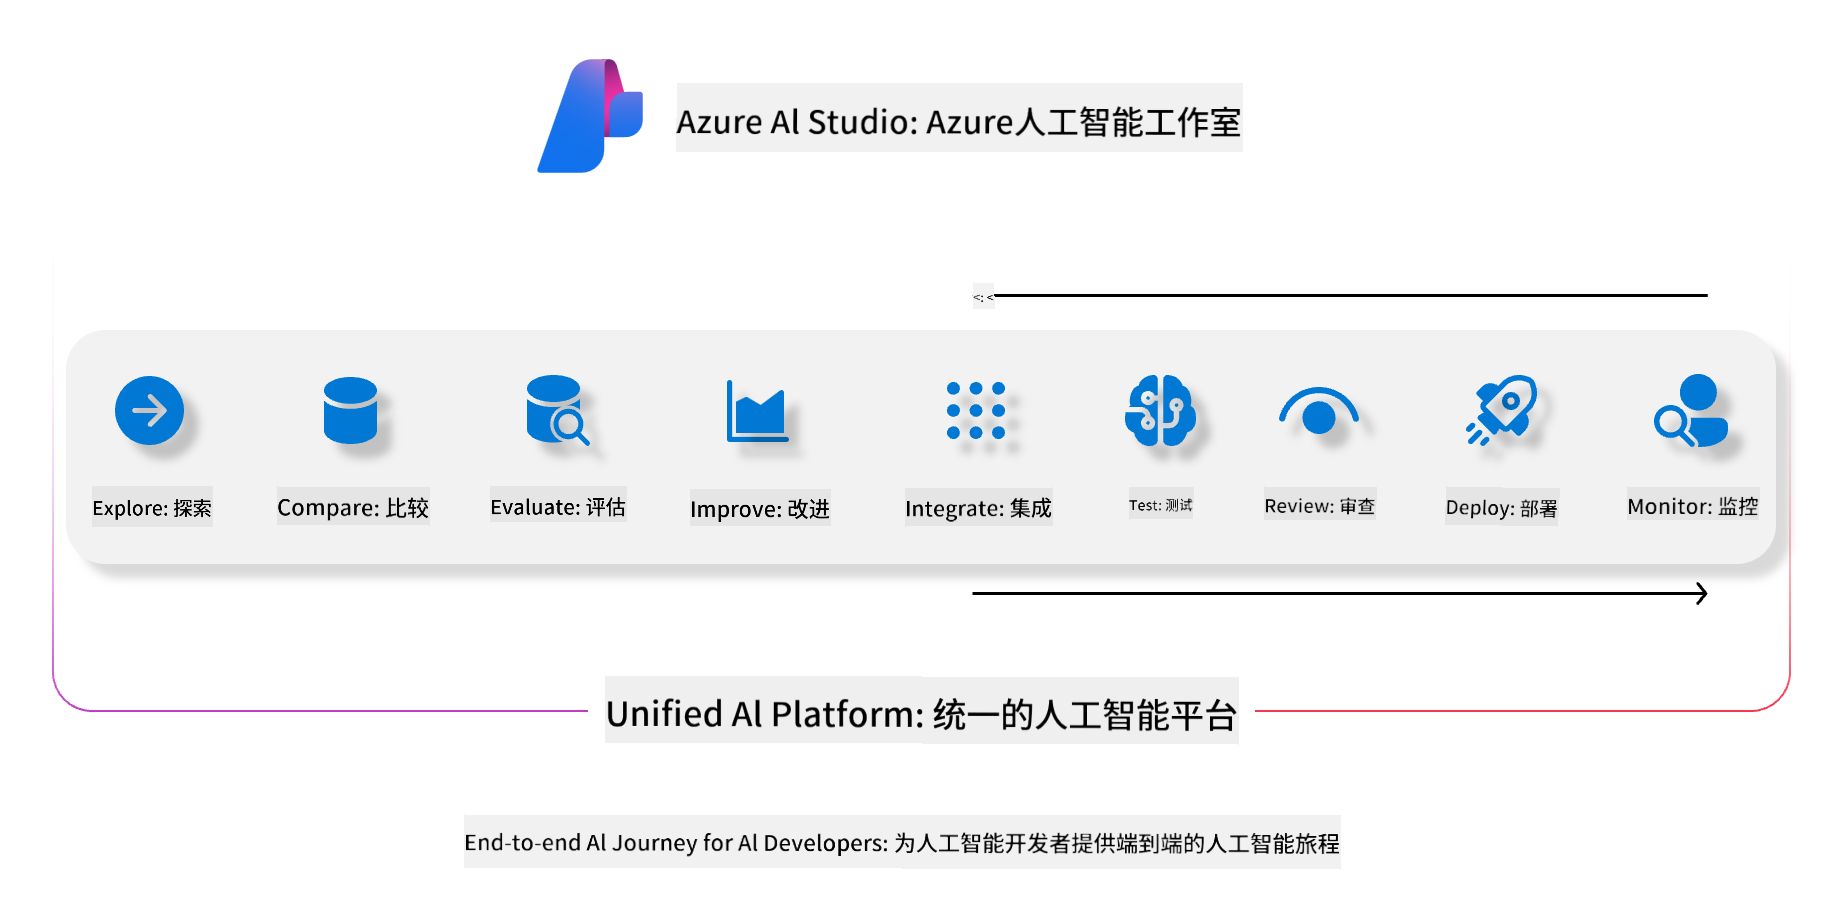 Azure Al Studio: Azure人工智能工作室
<: <
Explore: 探索
Compare: 比较
Evaluate: 评估
Improve: 改进
Integrate: 集成
Test: 测试
Review: 审查
Deploy: 部署
Monitor: 监控
Unified Al Platform: 统一的人工智能平台
End-to-end Al Journey for Al Developers: 为人工智能开发者提供端到端的人工智能旅程